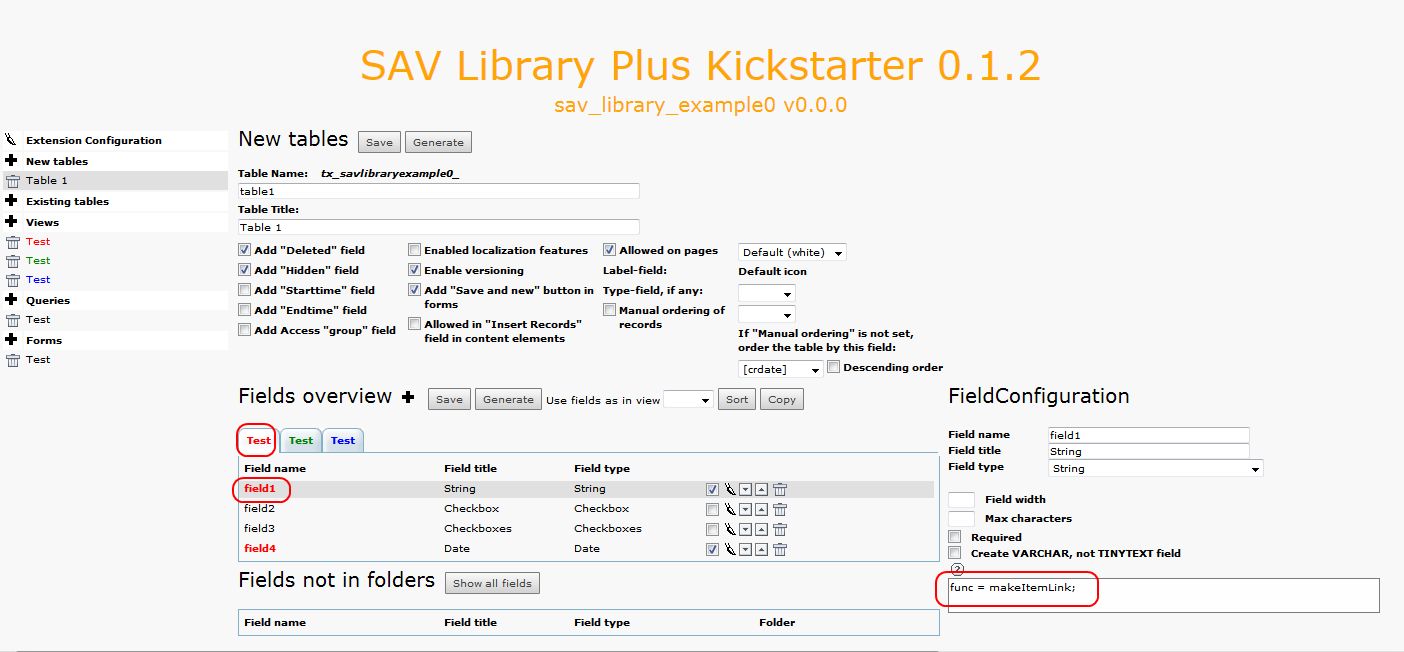 SAV Library Plus Kickstarter 0.1.2
sav_library_example0 v0.0.0
Extension Configuration
New tables
Table 1
Existing tables
Views
Test
Test
Test
Queries
Test
Forms
Test
New tables Save Generate
Table Name: tx_savlibraryexample0_
table1
Table Title:
Table 1
Add "Deleted" field
Add "Hidden" field
Add "Starttime" field
Add "Endtime" field
Add Access "group" field
Enabled localization features
Enable versioning
Add "Save and new" button in
forms
Allowed in "Insert Records"
field in content elements
Allowed on pages
Label-field:
Type-field, if any:
Manual ordering of
records
Default (white)
Default icon
If "Manual ordering" is not set,
order the table by this field:
[crdate] Descending order
Fields overview Save Generate Use fields as in view Sort Copy
Test Test Test
Field name Field title Field type
field1 String String
field2 Checkbox Checkbox
field3 Checkboxes Checkboxes
field4 Date Date
Fields not in folders Show all fields
Field name Field title Field type Folder
FieldConfiguration
Field name field1
Field title String
Field type String
Field width
Max characters
Required
Create VARCHAR, not TINYTEXT field
?
func = makeItemLink;